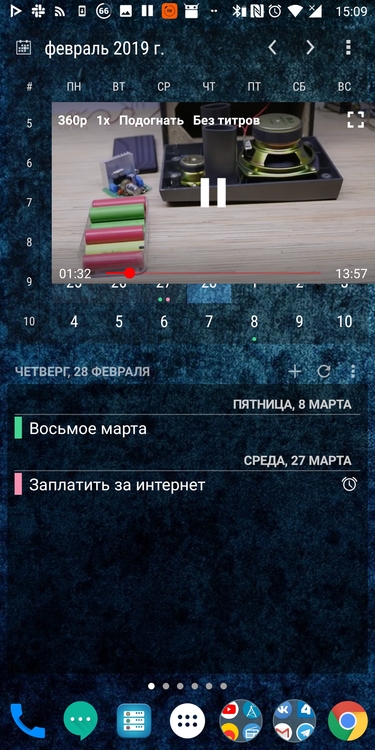 66 15:09
февраль 2019 г.
# ПН ВТ СР ЧТ ПТ СБ ВС
5
360p 1x Подогнать Без титров
6
7
8
01:32 13:57
9 25 26 27 28 1 2 3
10 4 5 6 7 8 9 10
ЧЕТВЕРГ, 28 ФЕВРАЛЯ
ПЯТНИЦА, 8 МАРТА
Восьмое марта
СРЕДА, 27 МАРТА
Заплатить за интернет